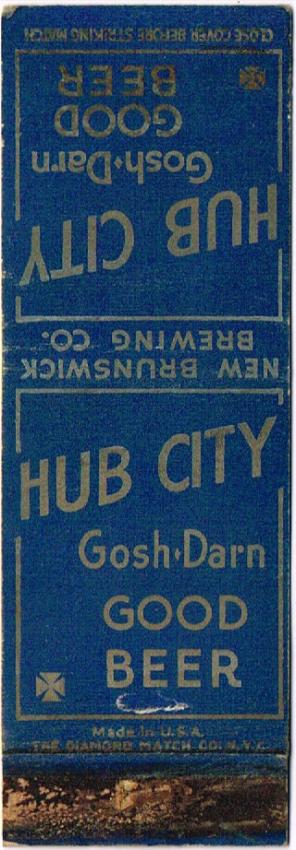 CLOSE COVER BEFORE STRIKING MATCH
HUB CITY
Gosh·Darn
GOOD
BEER
NEW BRUNSWICK
BREWING CO.
HUB CITY
Gosh·Darn
GOOD
BEER
Made in U.S.A.
THE DIAMOND MATCH CO. N.Y.C.